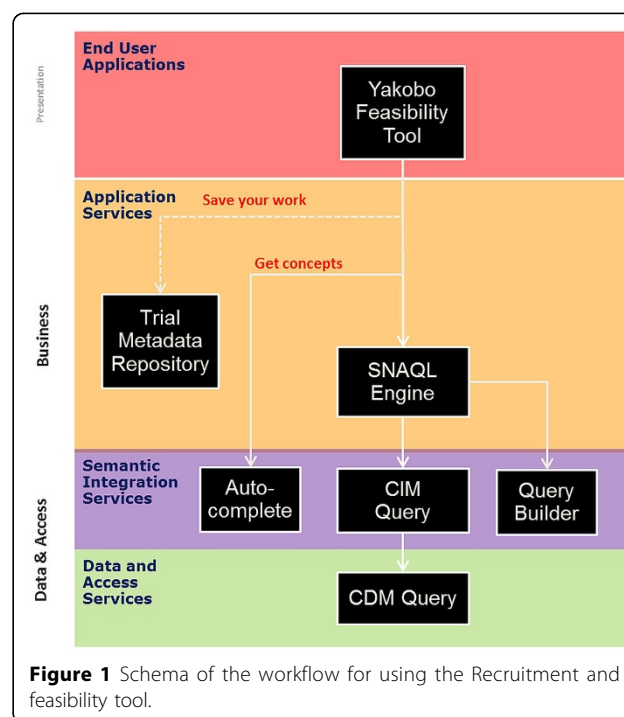 Presentation
End User
Applications
Yakobo
Feasibility
Tool
Business
Application
Services
Save your work
Get concepts
Trial
Metadata
Repository
SNAQL
Engine
Data & Access
Semantic
Integration
Services
Auto-
complete
CIM
Query
Query
Builder
Data and
Access
Services
CDM Query
Figure 1 Schema of the workflow for using the Recruitment and
feasibility tool.